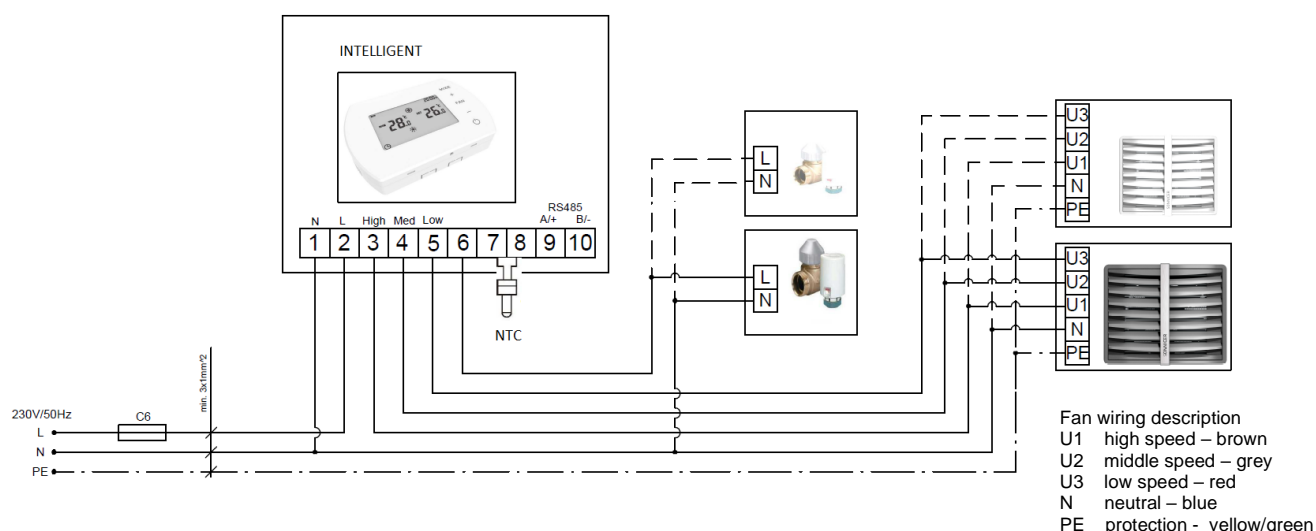 INTELLIGENT
-28. -26.
N L High Med Low RS485 A/+ B/-
1 2 3 4 5 6 7 8 9 10
NTC
L
N
L
N
U3
U2
U1
N
PE
U3
U2
U1
N
PE
min. 3x1mm^2
230V/50Hz
C6
L
N
PE
Fan wiring description
U1 high speed – brown
U2 middle speed – grey
U3 low speed – red
N neutral – blue
PE protection - yellow/green